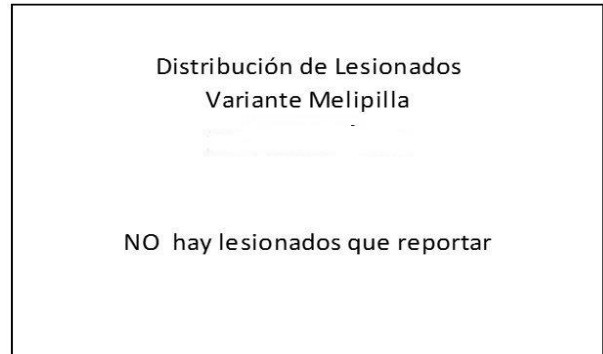 Distribución de Lesionados
Variante Melipilla
NO hay lesionados que reportar